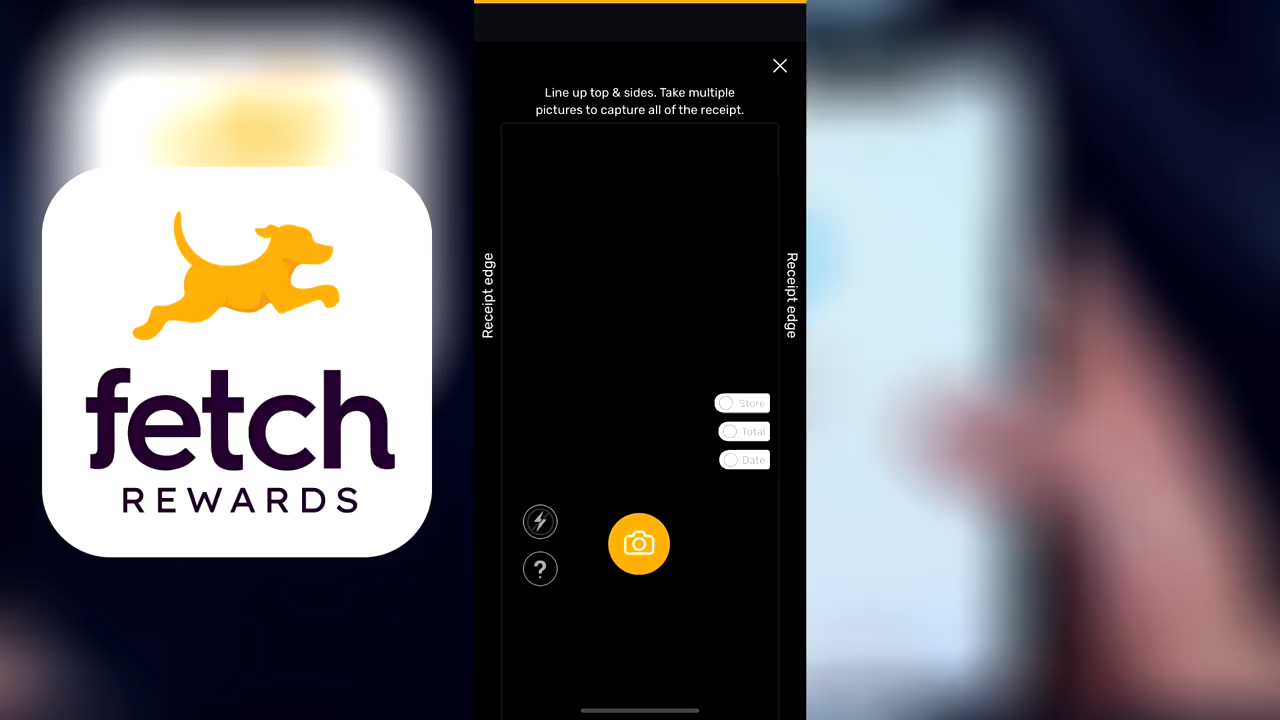 fetch
REWARDS
Line up top & sides. Take multiple
pictures to capture all of the receipt.
Receipt edge
Receipt edge
Store
Total
Date
?